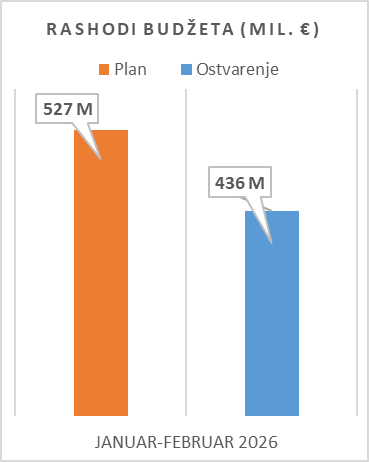 RASHODI BUDŽETA (MIL. €)
Plan Ostvarenje
527 M
436 M
JANUAR-FEBRUAR 2026